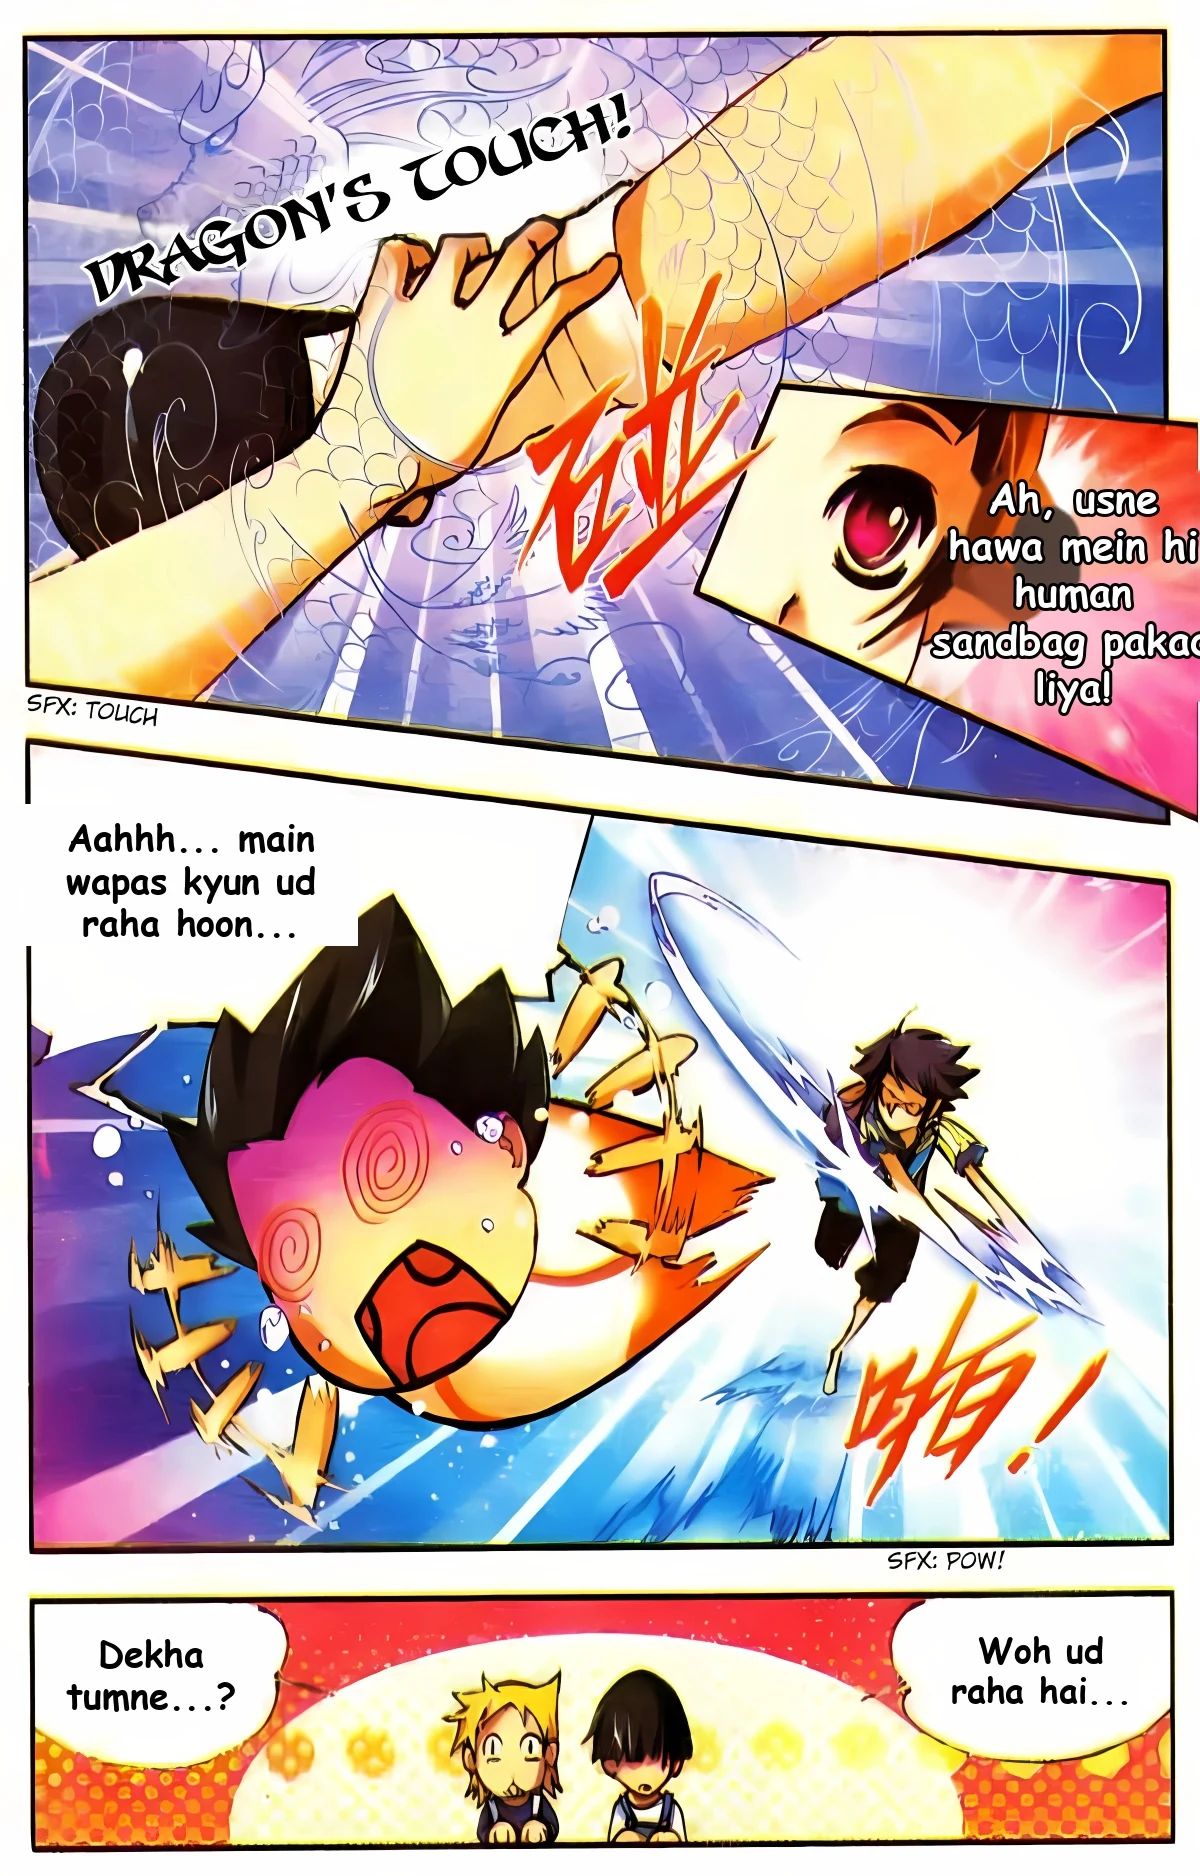 DRAGON'S TOUCH!
碰
Ah, usne
hawa mein hi
human
sandbag pakad
liya!
SFX: TOUCH
Aahhh... main
wapas kyun ud
raha hoon...
啪!
SFX: POW!
Dekha
tumne...?
Woh ud
raha hai...